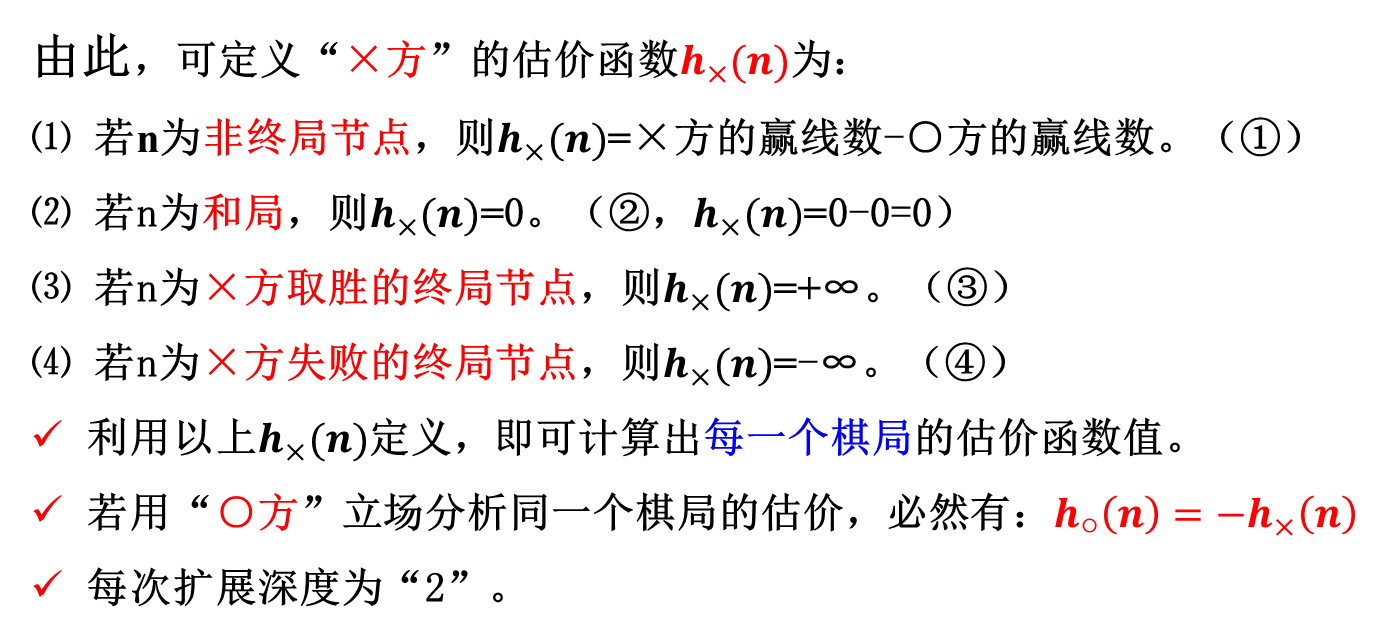 由此，可定义“×方”的估价函数h×(n)为：
⑴ 若n为非终局节点，则h×(n)=×方的赢线数-〇方的赢线数。（①）
⑵ 若n为和局，则h×(n)=0。（②，h×(n)=0-0=0）
⑶ 若n为×方取胜的终局节点，则h×(n)=+∞。（③）
⑷ 若n为×方失败的终局节点，则h×(n)=-∞。（④）
✓ 利用以上h×(n)定义，即可计算出每一个棋局的估价函数值。
✓ 若用“〇方”立场分析同一个棋局的估价，必然有：h○(n) = −h×(n)
✓ 每次扩展深度为“2”。